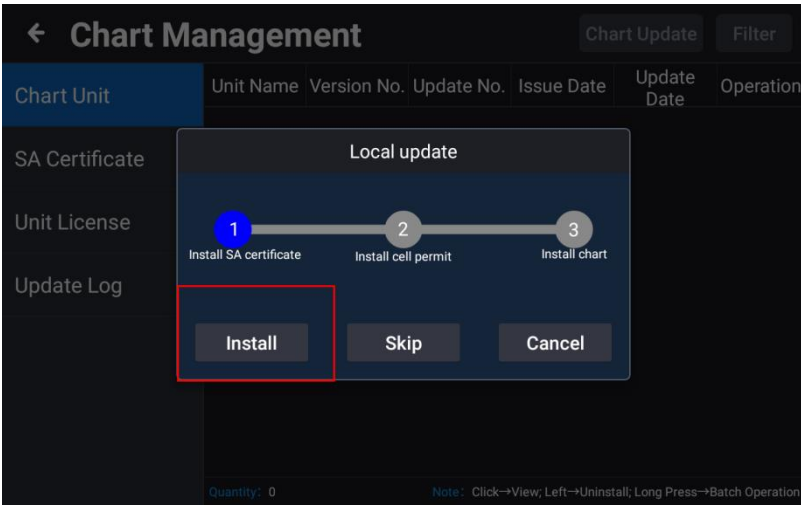 ← Chart Management
Chart Update
Filter
Chart Unit
SA Certificate
Unit License
Update Log
Unit Name Version No. Update No. Issue Date Update Date Operation
Local update
1 2 3
Install SA certificate Install cell permit Install chart
Install Skip Cancel
Quantity: 0
Note: Click→View; Left→Uninstall; Long Press→Batch Operation